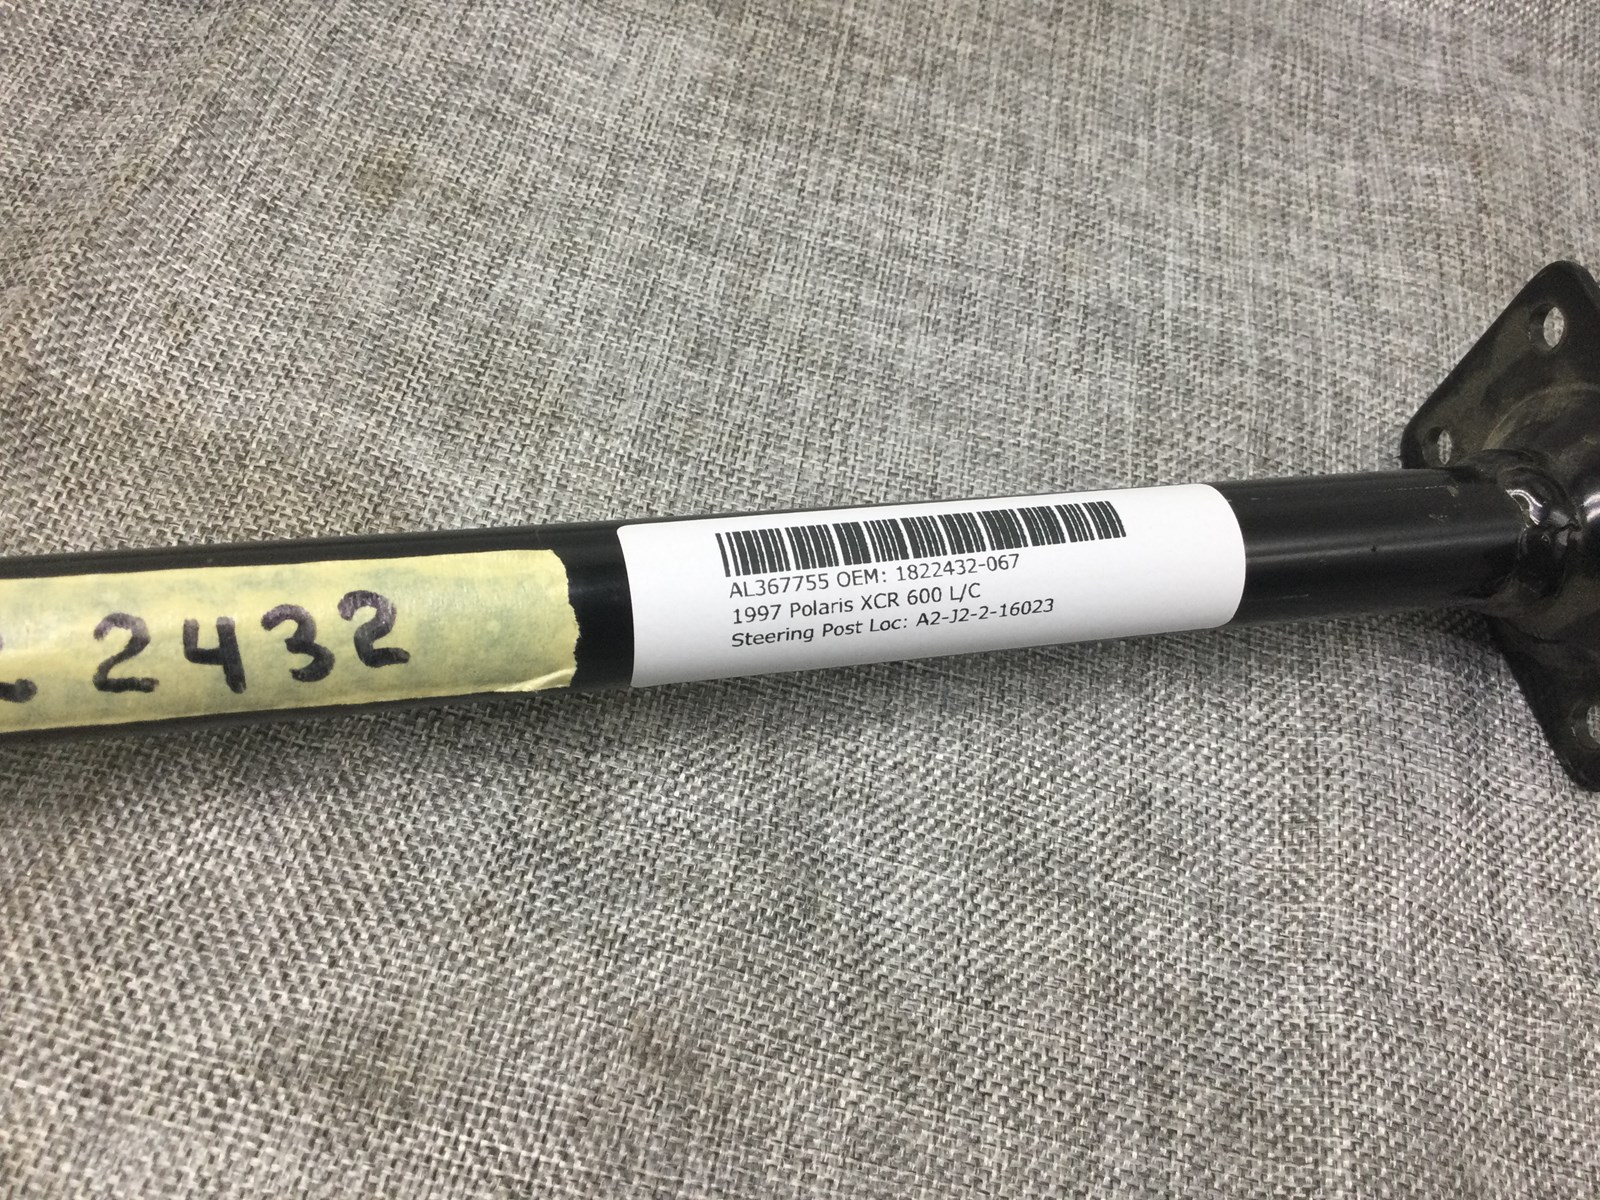 2432
AL367755 OEM: 1822432-067
1997 Polaris XCR 600 L/C
Steering Post Loc: A2-J2-2-16023